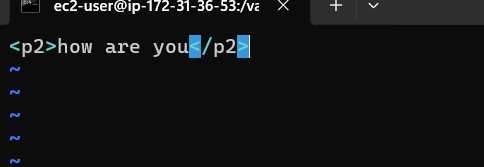 ec2-user@ip-172-31-36-53:/va
<p2>how are you</p2>
~
~
~
~
~